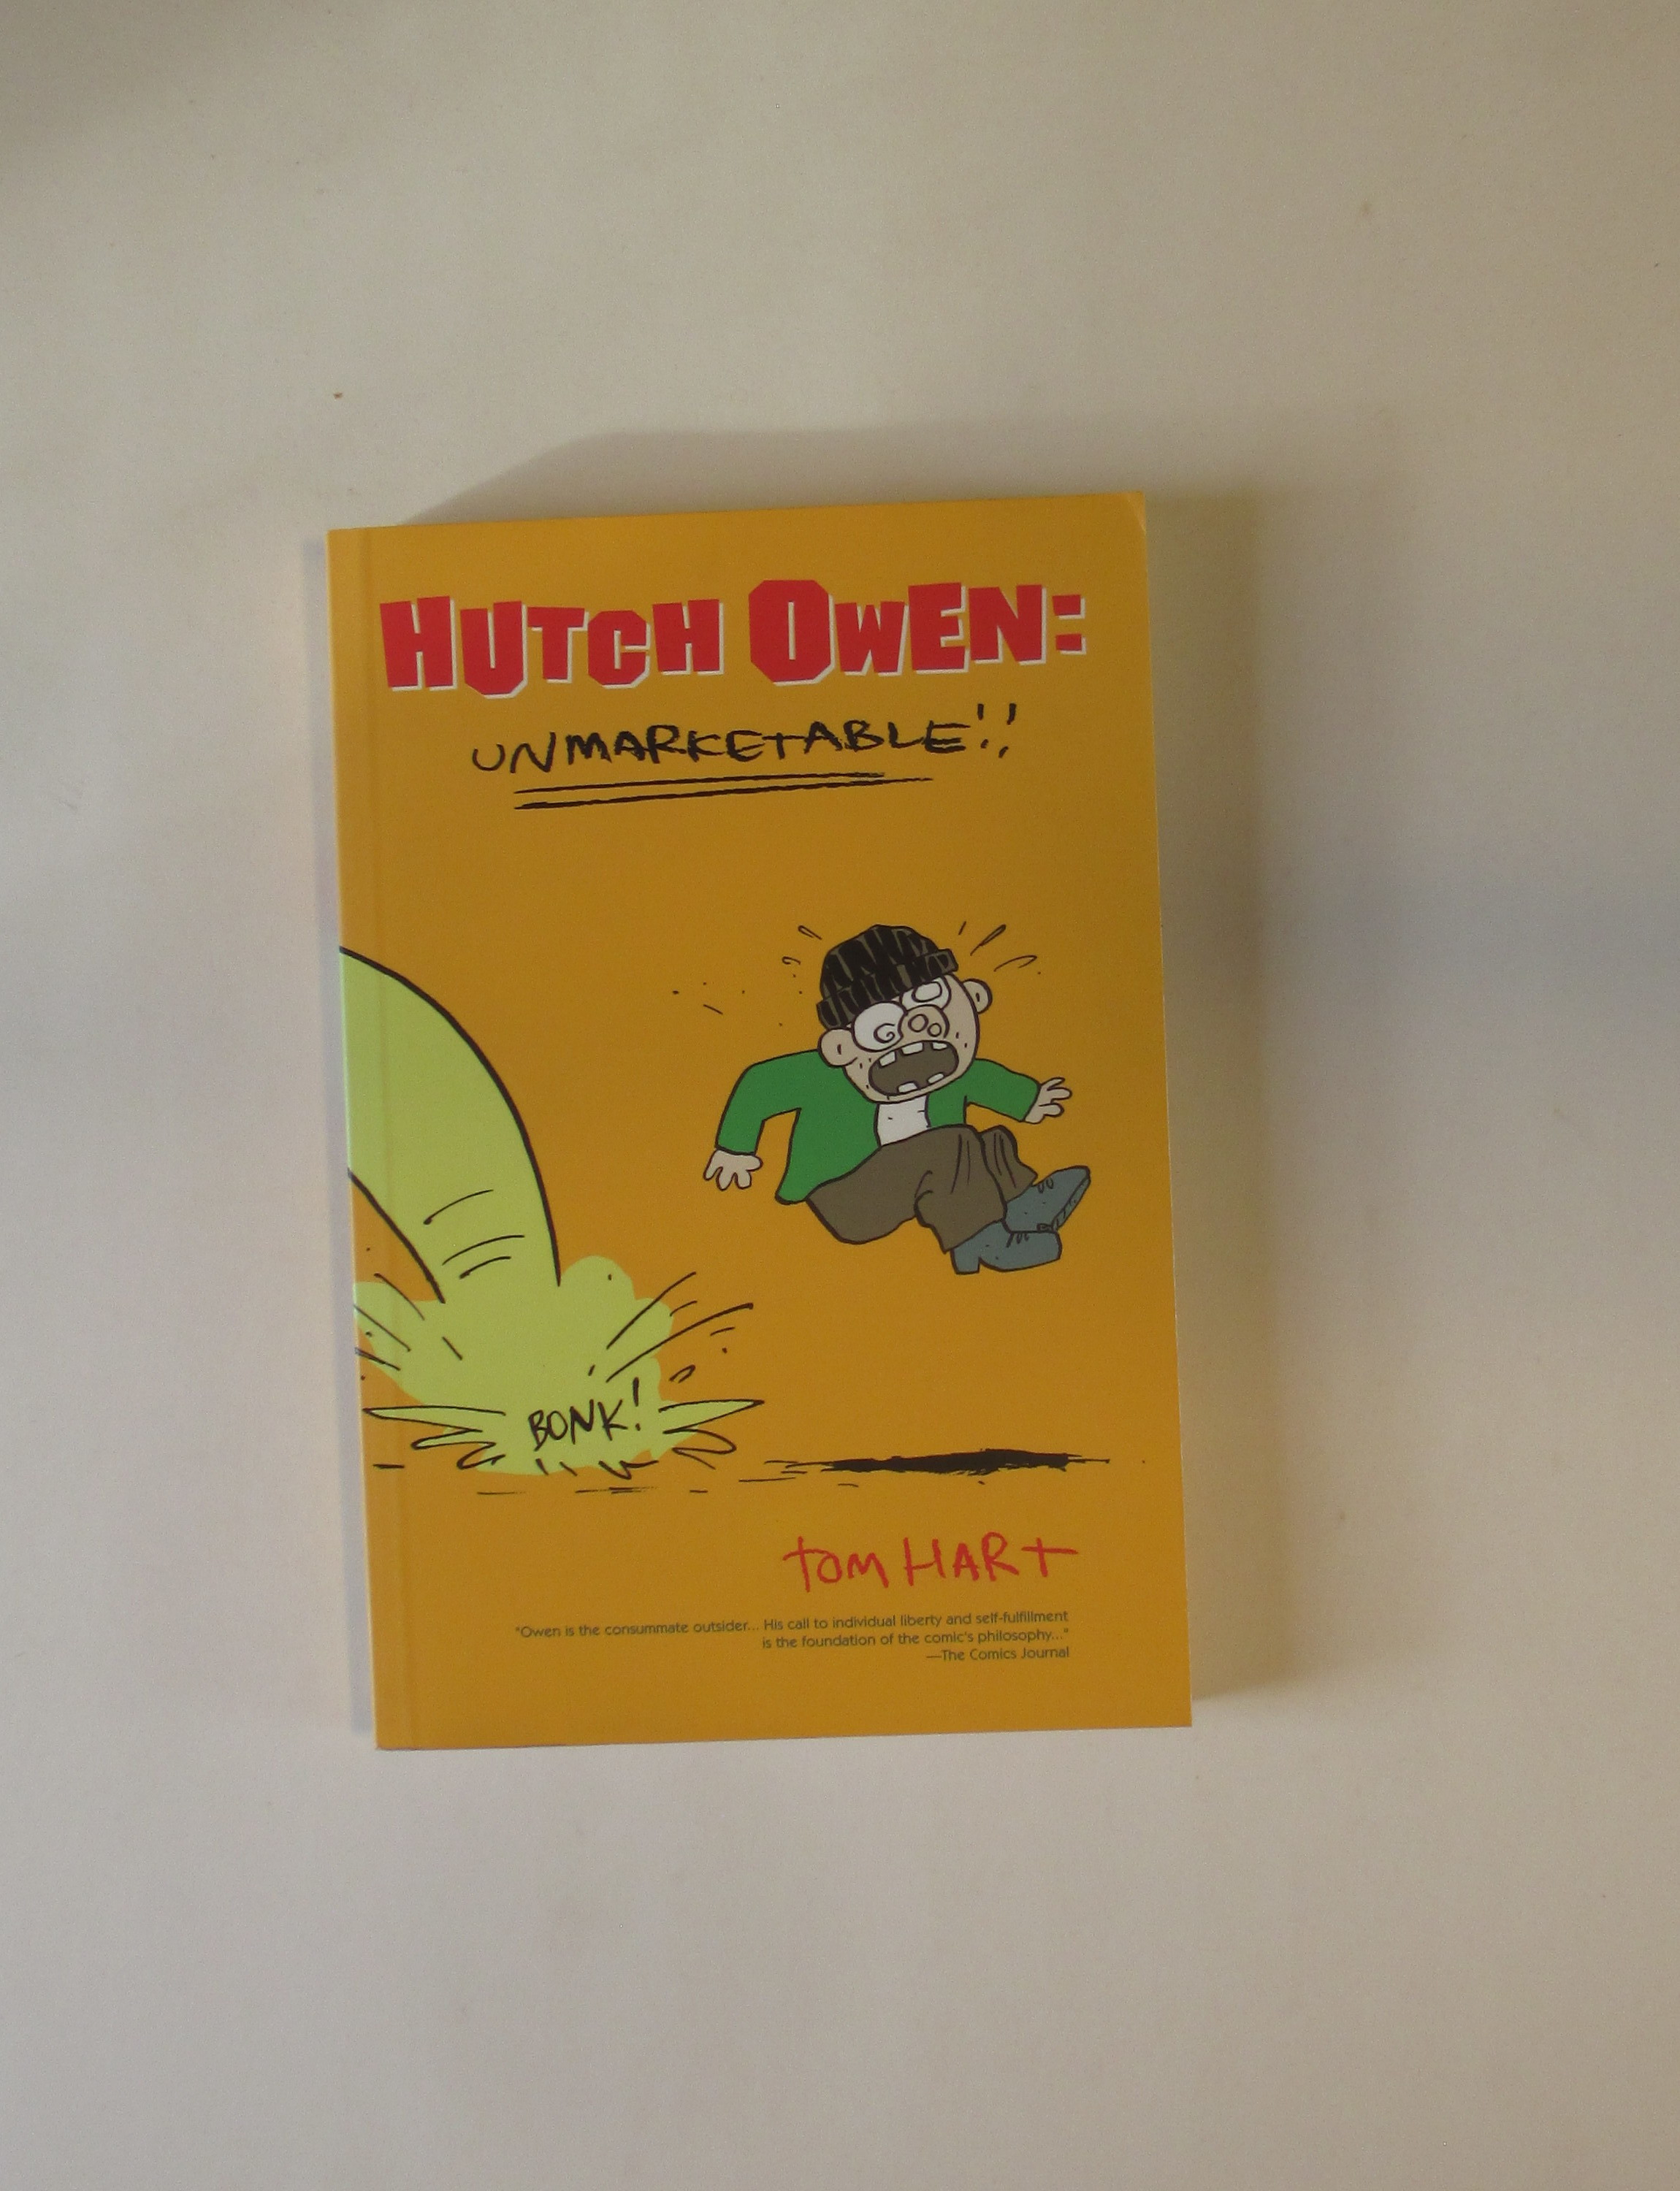 HUTCH OWEN:
UNMARKETABLE!!
BONK!
TOM HART
"Owen is the consummate outsider... His call to individual liberty and self-fulfillment
is the foundation of the comic's philosophy..."
—The Comics Journal